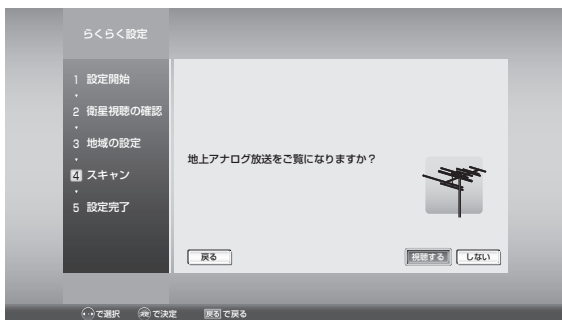 らくらく設定
1 設定開始
2 衛星視聴の確認
3 地域の設定
4 スキャン
5 設定完了
地上アナログ放送をご覧になりますか？
戻る
視聴する しない
で選択 決定 で決定 戻る で戻る